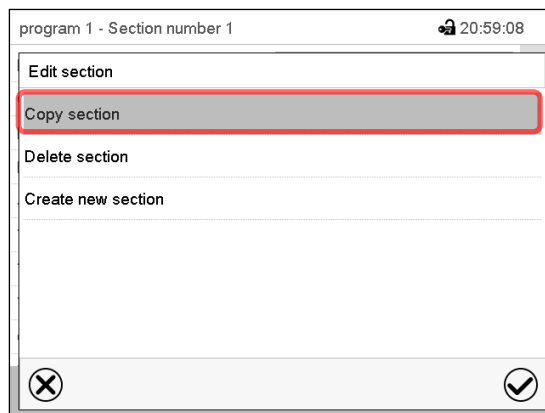 program 1 - Section number 1 20:59:08
Edit section
Copy section
Delete section
Create new section